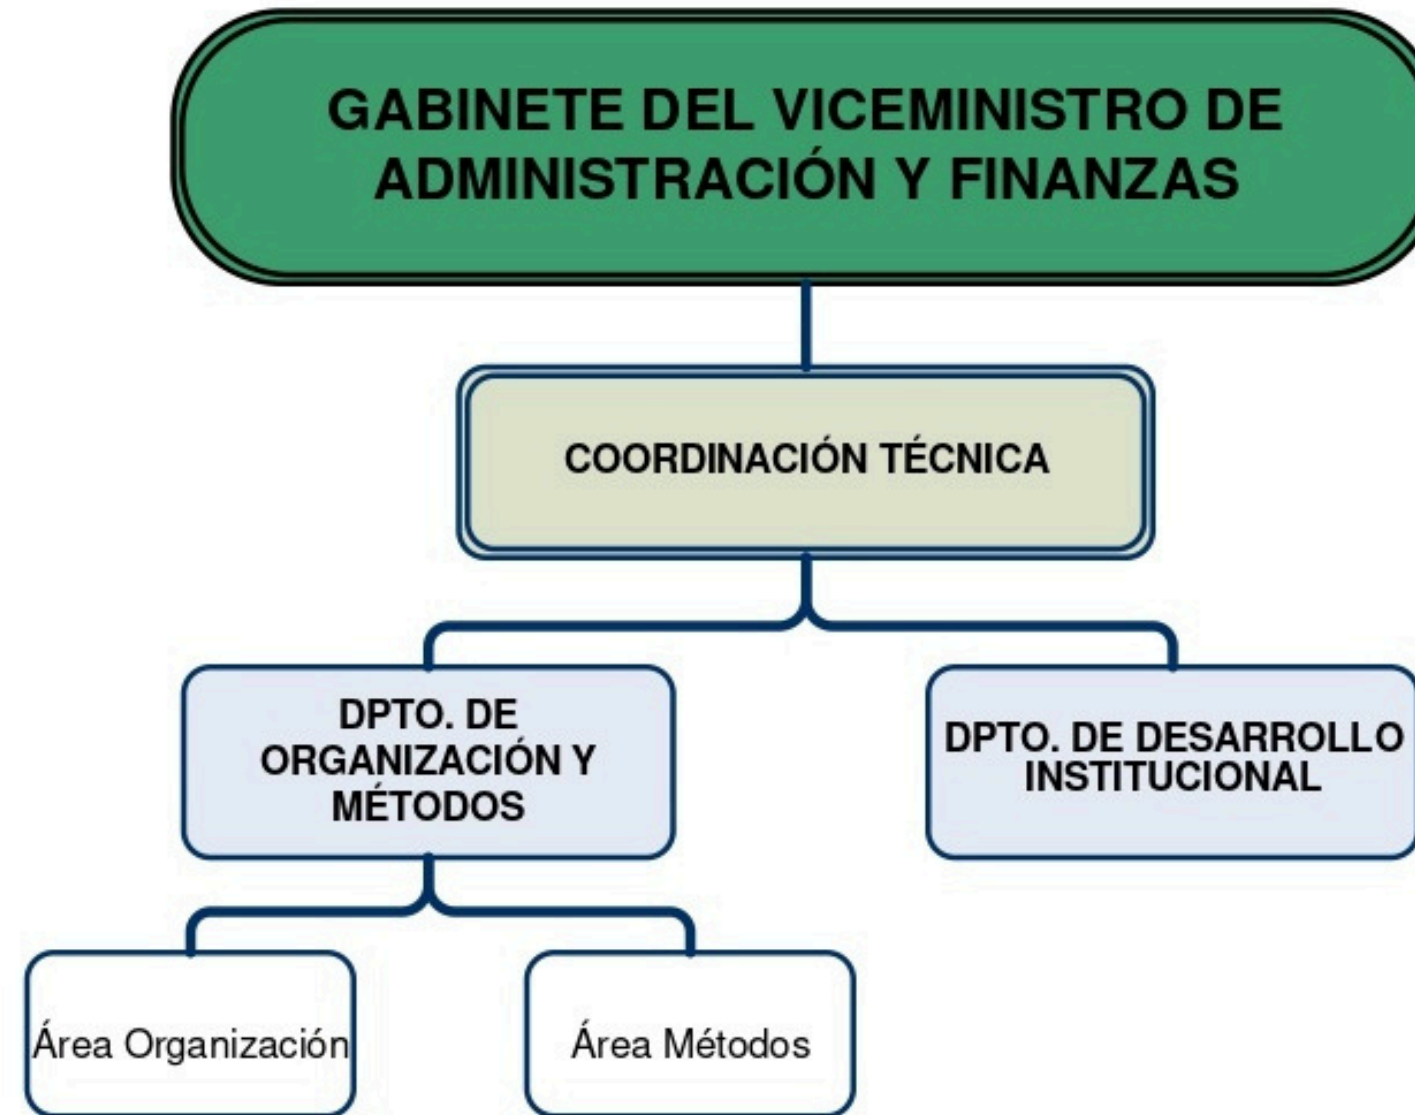 GABINETE DEL VICEMINISTRO DE
ADMINISTRACIÓN Y FINANZAS
COORDINACIÓN TÉCNICA
DPTO. DE
ORGANIZACIÓN Y
MÉTODOS
DPTO. DE DESARROLLO
INSTITUCIONAL
Área Organización
Área Métodos